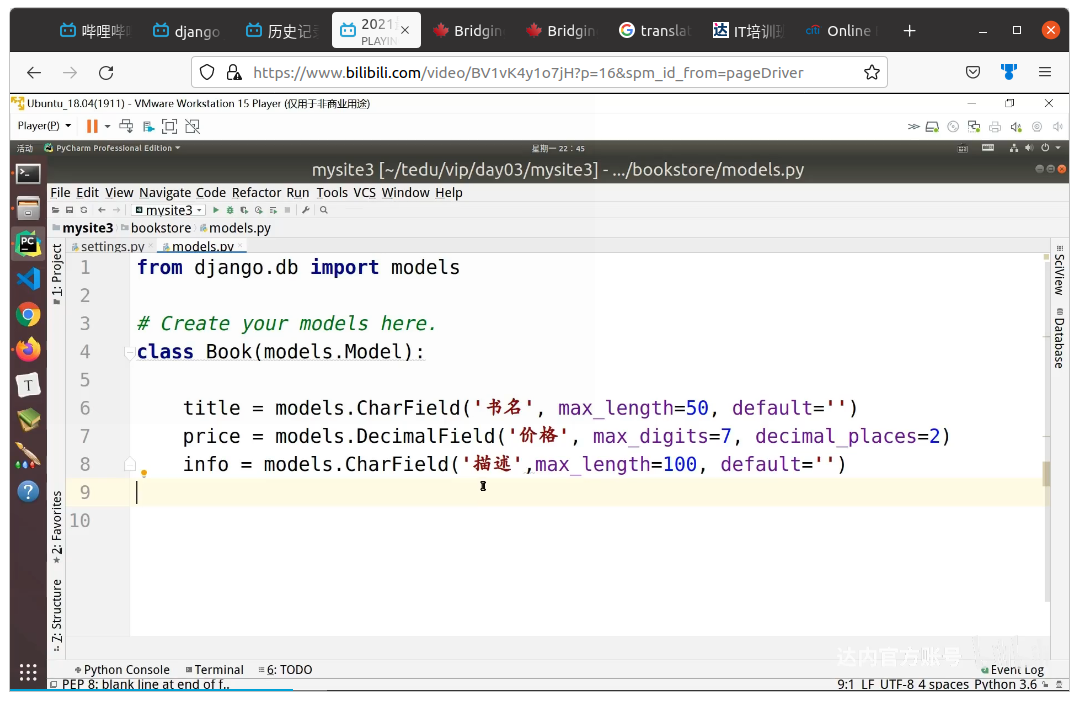 哔哩哔
django
历史记
2021
PLAYIN
Bridgin
Bridgin
translat
IT培训
Online
https://www.bilibili.com/video/BV1vK4y1o7jH?p=16&spm_id_from=pageDriver
Ubuntu_18.04(1911) - VMware Workstation 15 Player (仅用于非商业用途)
Player(P)
活动 PyCharm Professional Edition 星期一 22：45
mysite3 [~/tedu/vip/day03/mysite3] - .../bookstore/models.py
File Edit View Navigate Code Refactor Run Tools VCS Window Help
mysite3
mysite3 bookstore models.py
settings.py models.py
1: Project
2: Favorites
7: Structure
SciView
Database
1 from django.db import models
2
3 # Create your models here.
4 class Book(models.Model):
5
6 title = models.CharField('书名', max_length=50, default='')
7 price = models.DecimalField('价格', max_digits=7, decimal_places=2)
8 info = models.CharField('描述',max_length=100, default='')
9
10
达内官方账号
Python Console Terminal 6: TODO Event Log
PEP 8: blank line at end of f.. 9:1 LF UTF-8 4 spaces Python 3.6